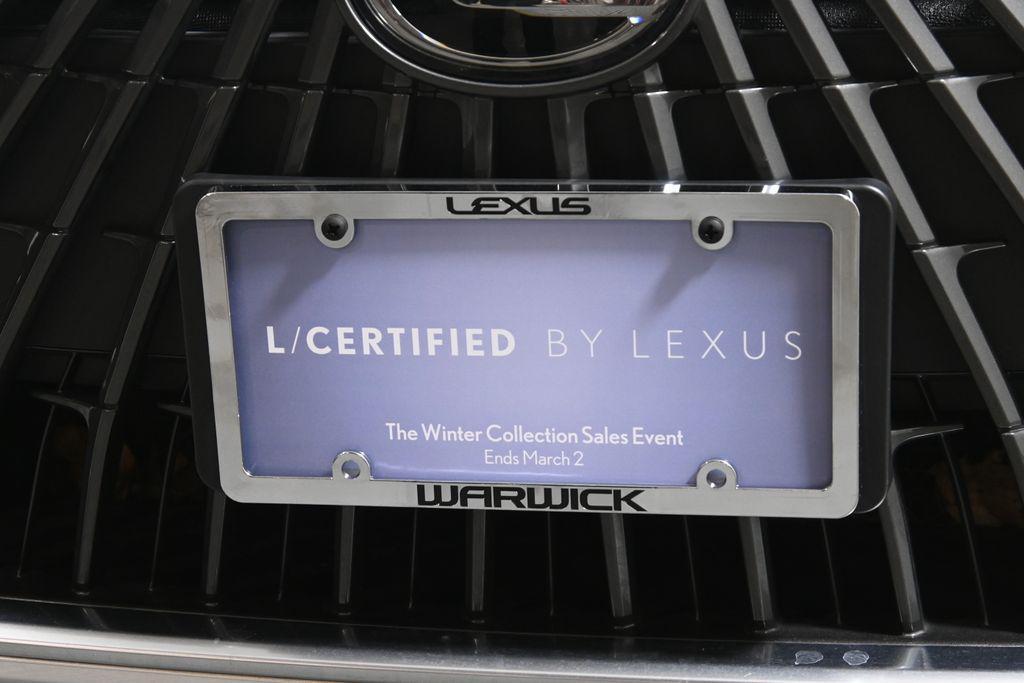 LEXUS
L/CERTIFIED BY LEXUS
The Winter Collection Sales Event
Ends March 2
WARWICK